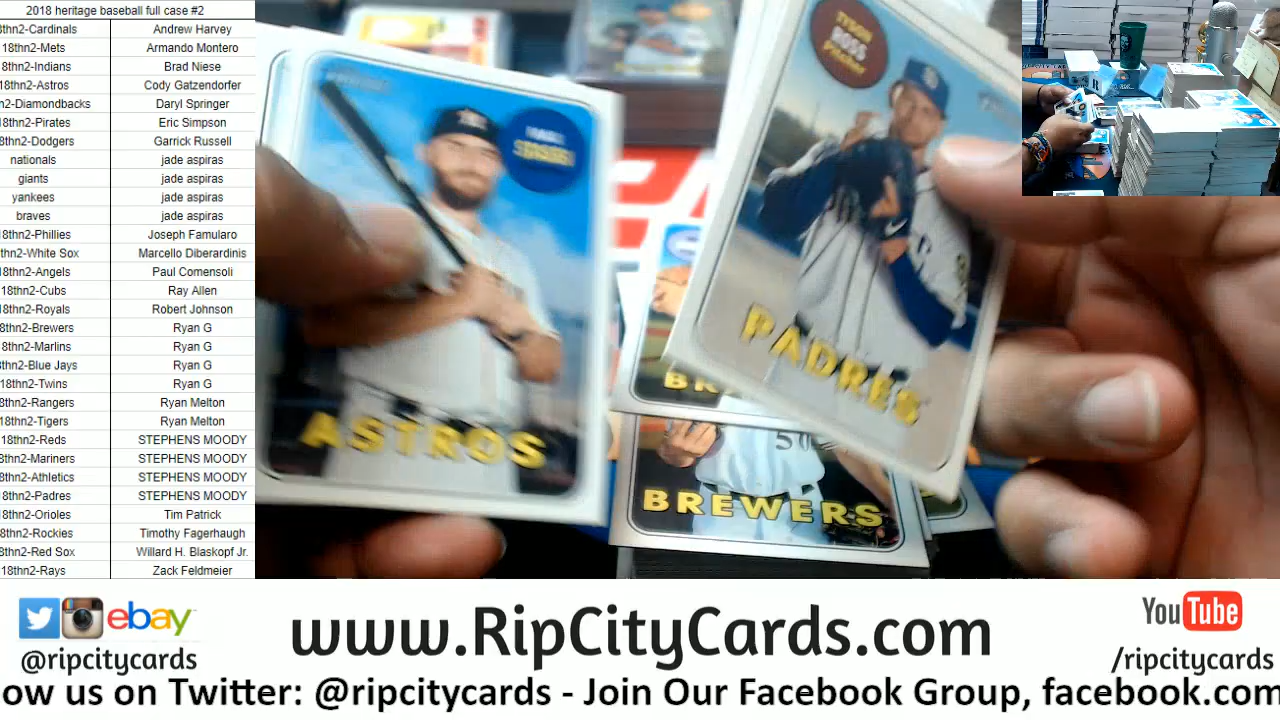 2018 heritage baseball full case #2
8thn2-Cardinals Andrew Harvey
18thn2-Mets Armando Montero
18thn2-Indians Brad Niese
18thn2-Astros Cody Gatzendorfer
n2-Diamondbacks Daryl Springer
18thn2-Pirates Eric Simpson
8thn2-Dodgers Garrick Russell
nationals jade aspiras
giants jade aspiras
yankees jade aspiras
braves jade aspiras
8thn2-Phillies Joseph Famularo
thn2-White Sox Marcello Diberardinis
18thn2-Angels Paul Comensoli
18thn2-Cubs Ray Allen
18thn2-Royals Robert Johnson
8thn2-Brewers Ryan G
8thn2-Marlins Ryan G
8thn2-Blue Jays Ryan G
18thn2-Twins Ryan G
8thn2-Rangers Ryan Melton
18thn2-Tigers Ryan Melton
18thn2-Reds STEPHENS MOODY
8thn2-Mariners STEPHENS MOODY
8thn2-Athletics STEPHENS MOODY
18thn2-Padres STEPHENS MOODY
18thn2-Orioles Tim Patrick
8thn2-Rockies Timothy Fagerhaugh
8thn2-Red Sox Willard H. Blaskopf Jr.
18thn2-Rays Zack Feldmeier
TYSON
ROSS
Pitcher
PADRES
ASTROS
BR
BREWERS
ebay
@ripcitycards
www.RipCityCards.com
YouTube
/ripcitycards
ow us on Twitter: @ripcitycards - Join Our Facebook Group, facebook.com